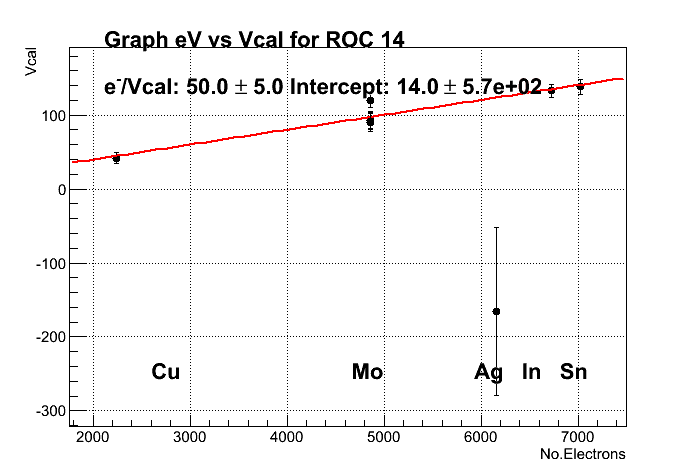 Graph eV vs Vcal for ROC 14
Vcal
e⁻/Vcal: 50.0 ± 5.0 Intercept: 14.0 ± 5.7e+02
100
0
-100
-200
-300
Cu Mo Ag In Sn
2000 3000 4000 5000 6000 7000
No.Electrons